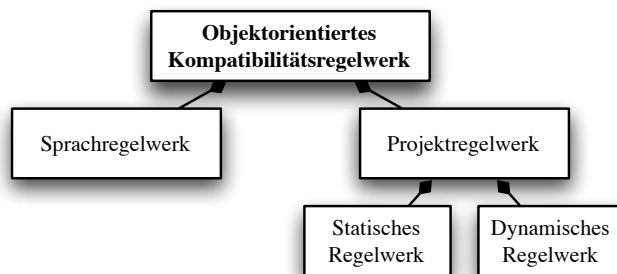 Objektorientiertes
Kompatibilitätsregelwerk
Sprachregelwerk
Projektregelwerk
Statisches
Regelwerk
Dynamisches
Regelwerk